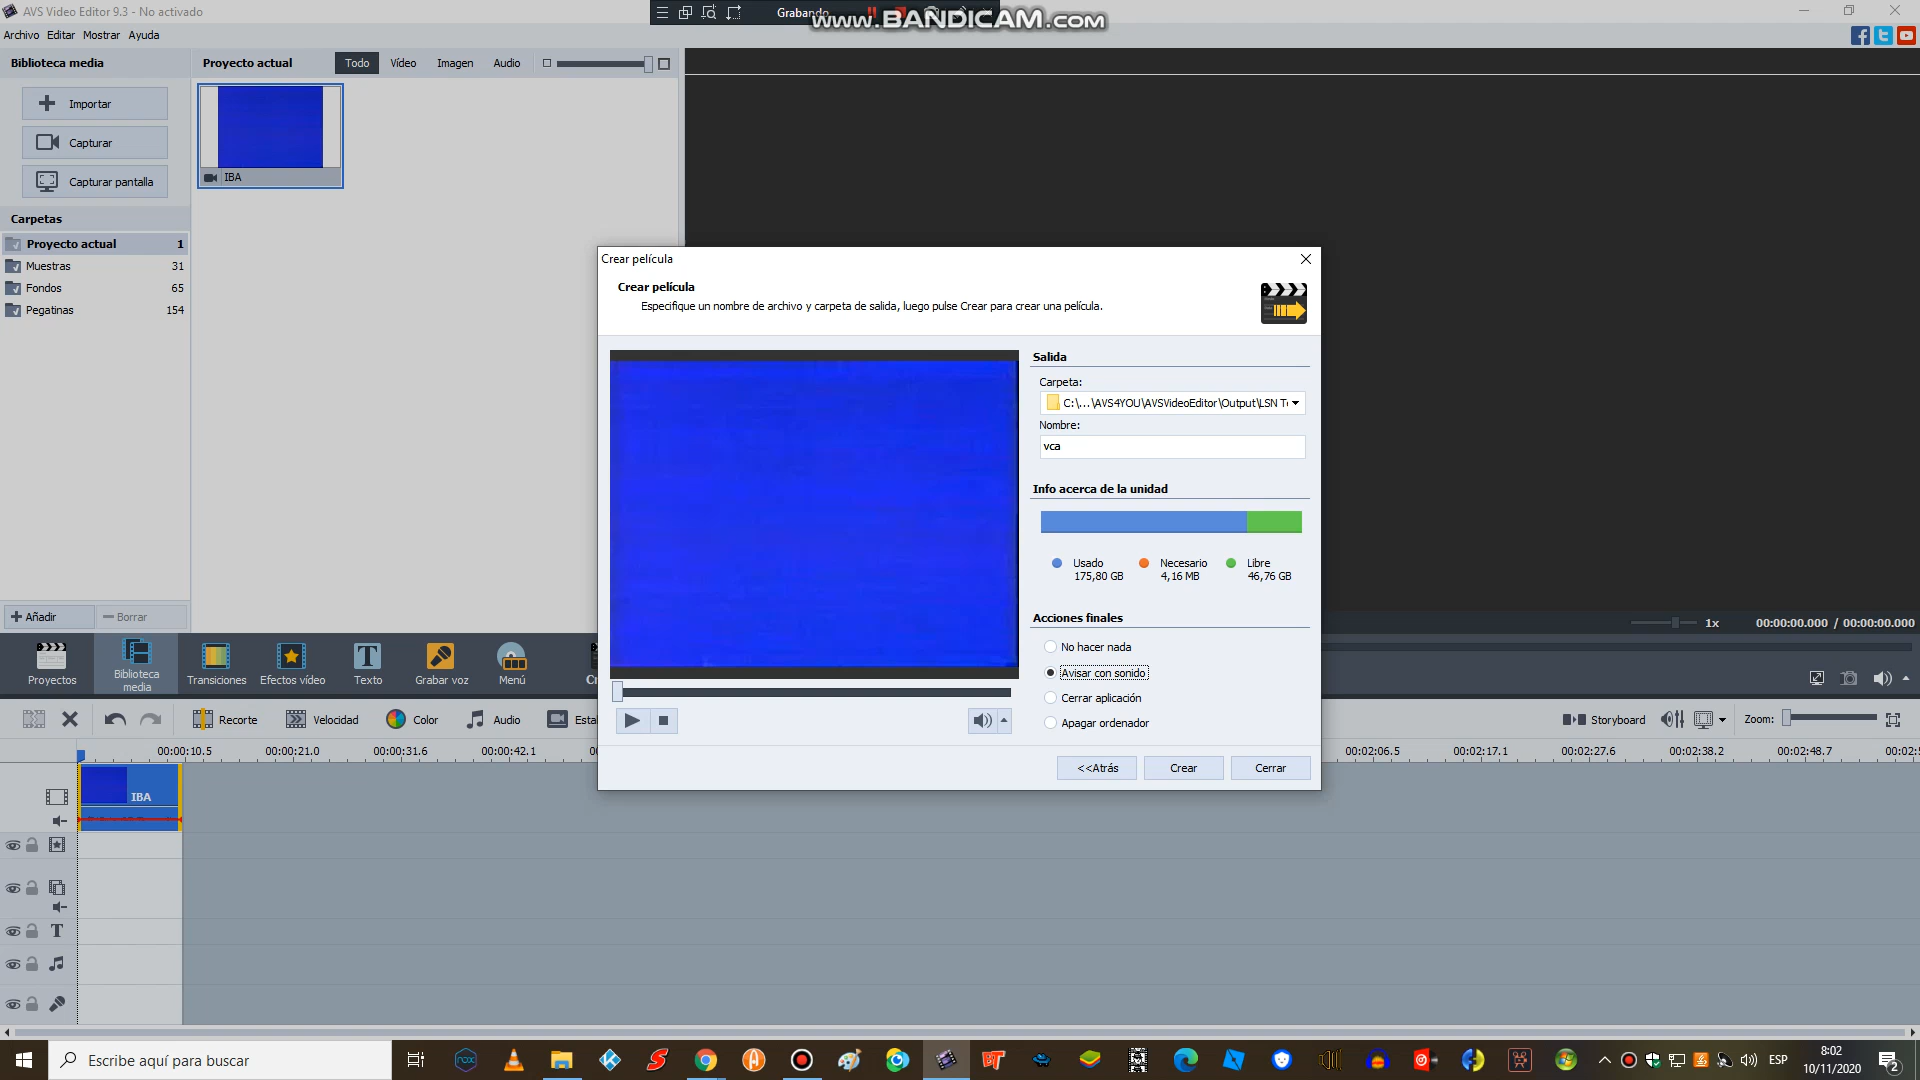 AVS Video Editor 9.3 - No activado
Grabando
www.BANDICAM.com
Archivo Editar Mostrar Ayuda
Biblioteca media
Proyecto actual
Todo Vídeo Imagen Audio
Importar
Capturar
Capturar pantalla
IBA
Carpetas
Proyecto actual 1
Muestras 31
Fondos 65
Pegatinas 154
Añadir Borrar
Crear película
Crear película
Especifique un nombre de archivo y carpeta de salida, luego pulse Crear para crear una película.
Salida
Carpeta:
C:\...\AVS4YOU\AVSVideoEditor\Output\LSN
Nombre:
vca
Info acerca de la unidad
Usado Necesario Libre
175,80 GB 4,16 MB 46,76 GB
Acciones finales
No hacer nada
Avisar con sonido
Cerrar aplicación
Apagar ordenador
<<Atrás Crear Cerrar
1x 00:00:00.000 / 00:00:00.000
Proyectos
Biblioteca media
Transiciones
Efectos vídeo
Texto
Grabar voz
Menú
Recorte Velocidad Color Audio
Storyboard
Zoom:
00:00:10.5 00:00:21.0 00:00:31.6 00:00:42.1 00:02:06.5 00:02:17.1 00:02:27.6 00:02:38.2 00:02:48.7
IBA
Escribe aquí para buscar
ESP
8:02
10/11/2020
2